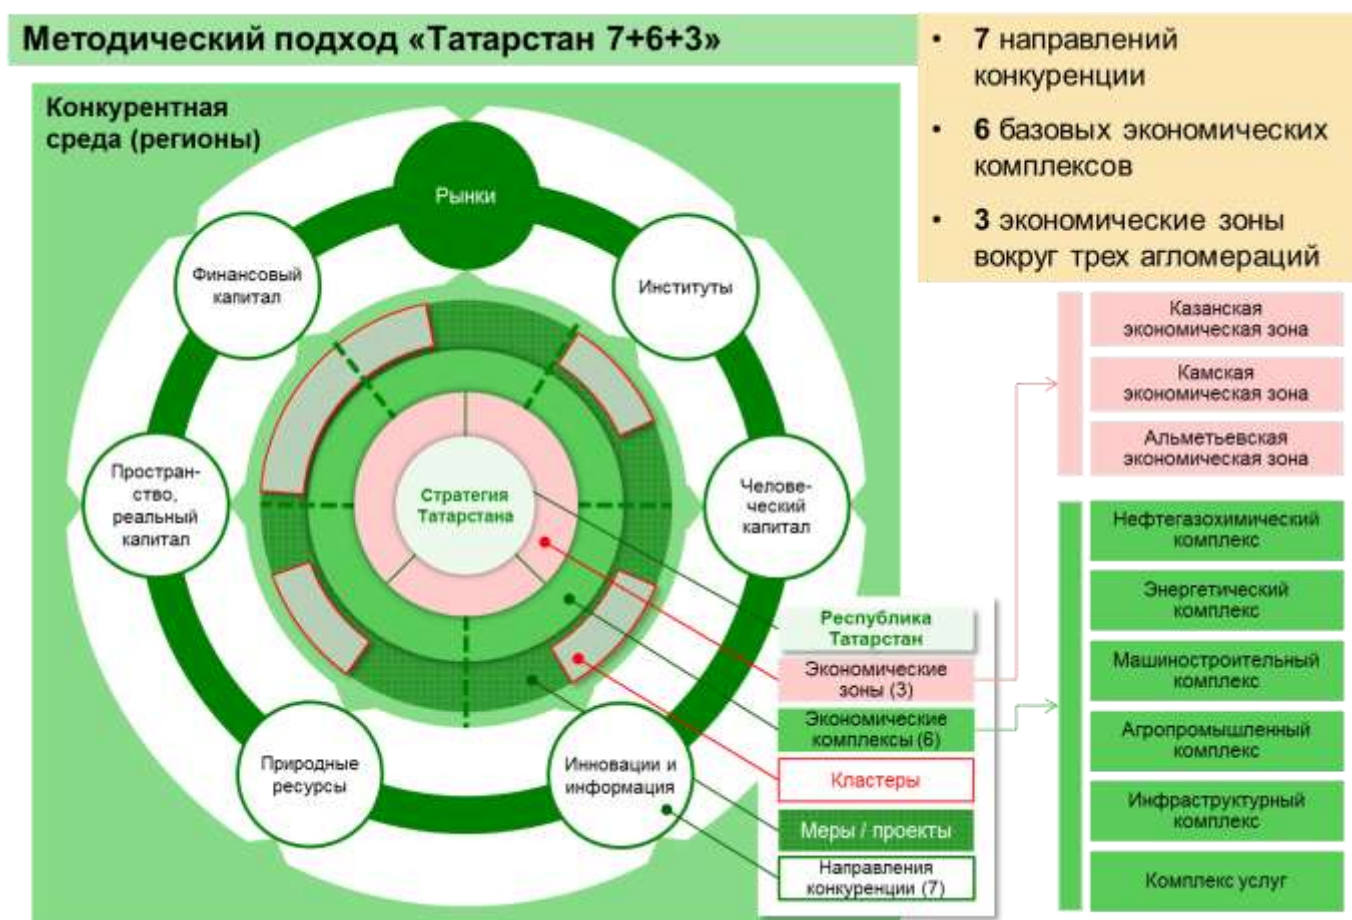 Методический подход «Татарстан 7+6+3»
• 7 направлений
конкуренции
• 6 базовых экономических
комплексов
• 3 экономические зоны
вокруг трех агломераций
Конкурентная
среда (регионы)
Рынки
Финансовый
капитал
Институты
Простран-
ство,
реальный
капитал
Стратегия
Татарстана
Челове-
ческий
капитал
Природные
ресурсы
Инновации и
информация
Республика
Татарстан
Экономические
зоны (3)
Экономические
комплексы (6)
Кластеры
Меры / проекты
Направления
конкуренции (7)
Казанская
экономическая зона
Камская
экономическая зона
Альметьевская
экономическая зона
Нефтегазохимический
комплекс
Энергетический
комплекс
Машиностроительный
комплекс
Агропромышленный
комплекс
Инфраструктурный
комплекс
Комплекс услуг